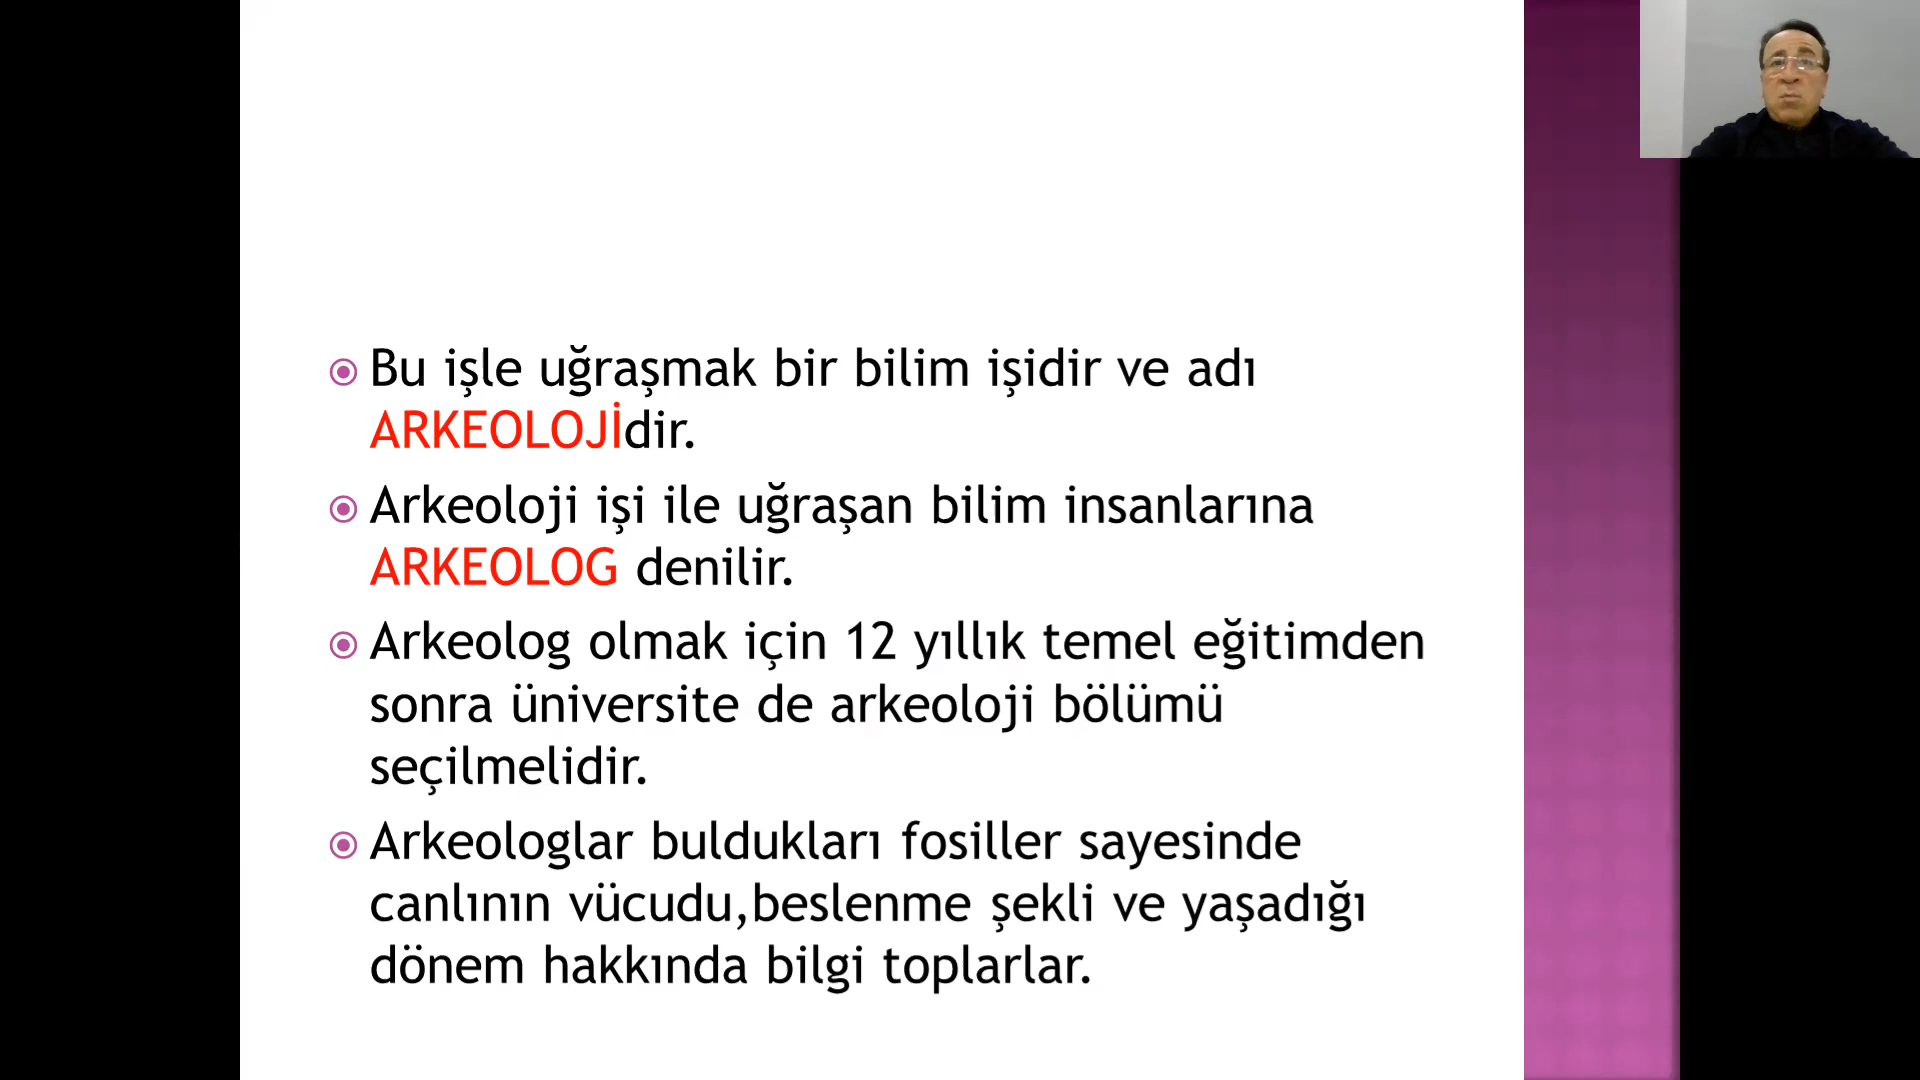 Bu işle uğraşmak bir bilim işidir ve adı
ARKEOLOJİdir.
Arkeoloji işi ile uğraşan bilim insanlarına
ARKEOLOG denilir.
Arkeolog olmak için 12 yıllık temel eğitimden
sonra üniversite de arkeoloji bölümü
seçilmelidir.
Arkeologlar buldukları fosiller sayesinde
canlının vücudu,beslenme şekli ve yaşadığı
dönem hakkında bilgi toplarlar.